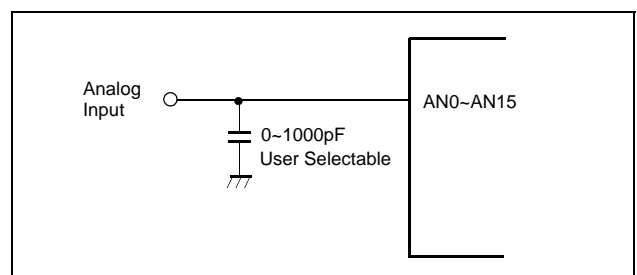 Analog
Input
AN0~AN15
0~1000pF
User Selectable